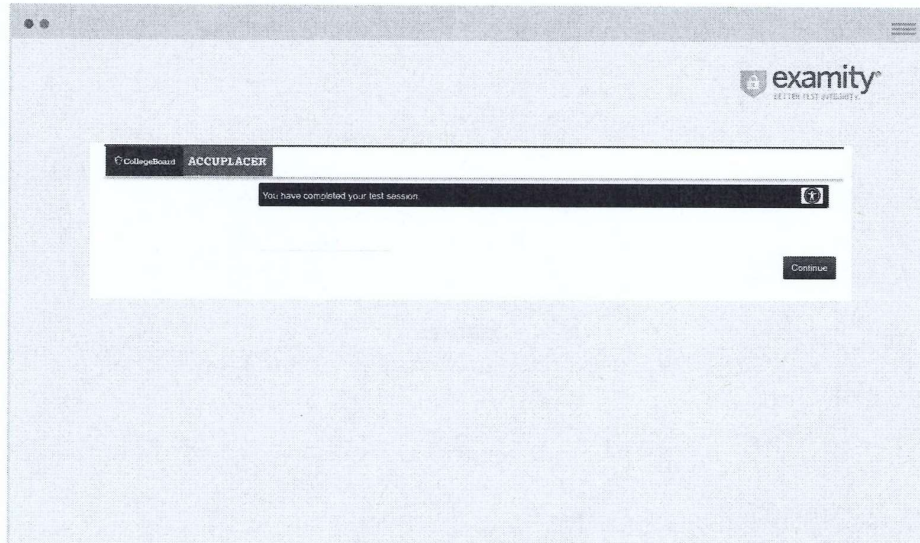 examity®
BETTER TEST INTEGRITY.
CollegeBoard ACCUPLACER
You have completed your test session.
Continue